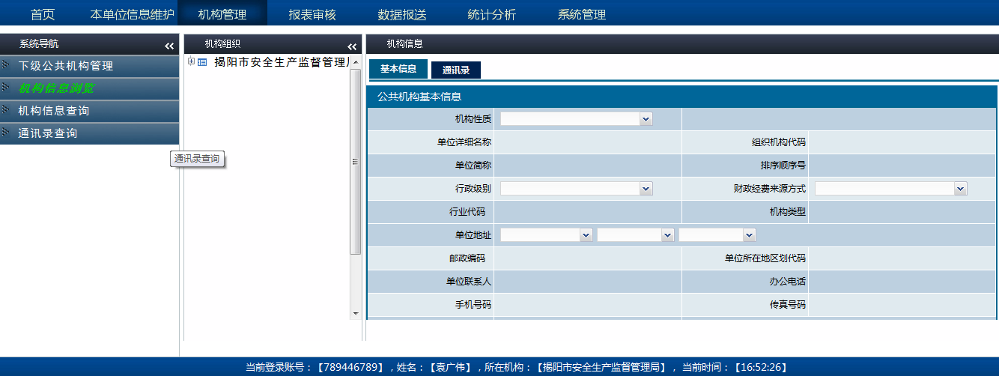 首页 本单位信息维护 机构管理 报表审核 数据报送 统计分析 系统管理
系统导航
下级公共机构管理
机构信息浏览
机构信息查询
通讯录查询
通讯录查询
机构组织
揭阳市安全生产监督管理
机构信息
基本信息 通讯录
公共机构基本信息
机构性质
单位详细名称 组织机构代码
单位简称 排序顺序号
行政级别 财政经费来源方式
行业代码 机构类型
单位地址
邮政编码 单位所在地区划代码
单位联系人 办公电话
手机号码 传真号码
当前登录账号：【789446789】，姓名：【袁广伟】，所在机构：【揭阳市安全生产监督管理局】， 当前时间：【16:52:26】